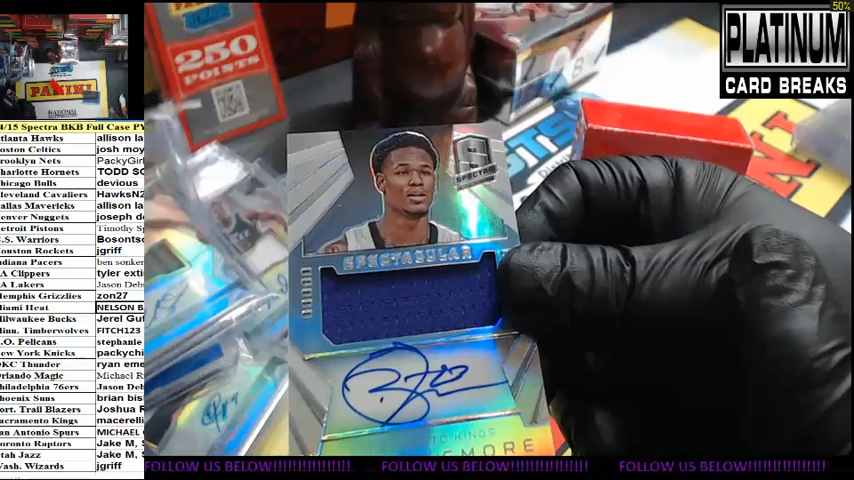 50%
PLATINUM
CARD BREAKS
250
POINTS
PANINI
NATIONAL
4/15 Spectra BKB Full Case PY
tlanta Hawks allison la
oston Celtics josh moy
rooklyn Nets PackyGirl
harlotte Hornets TODD SC
hicago Bulls devious
leveland Cavaliers HawksN2
allas Mavericks allison la
enver Nuggets joseph d
etroit Pistons Timothy S
.S. Warriors Bosontso
ouston Rockets jgriff
ndiana Pacers ben sonker
A Clippers tyler exti
A Lakers Jason Deb
emphis Grizzlies zon27
iami Heat NELSON B
ilwaukee Bucks Jerel Gut
inn. Timberwolves FITCH123
.O. Pelicans stephanie
ew York Knicks packychi
KC Thunder ryan eme
rlando Magic Michael R
hiladelphia 76ers Jason Deb
hoenix Suns brian bis
ort. Trail Blazers Joshua R
acramento Kings macerelli
an Antonio Spurs MICHAEL
oronto Raptors Jake M, S
tah Jazz Jake M, S
ash. Wizards jgriff
SPECTRA
SPECTACULAR
TO KINGS
EMORE
FOLLOW US BELOW!!!!!!!!!!!!!!!!! FOLLOW US BELOW!!!!!!!!!!!!!!!!! FOLLOW US BELOW!!!!!!!!!!!!!!!!!